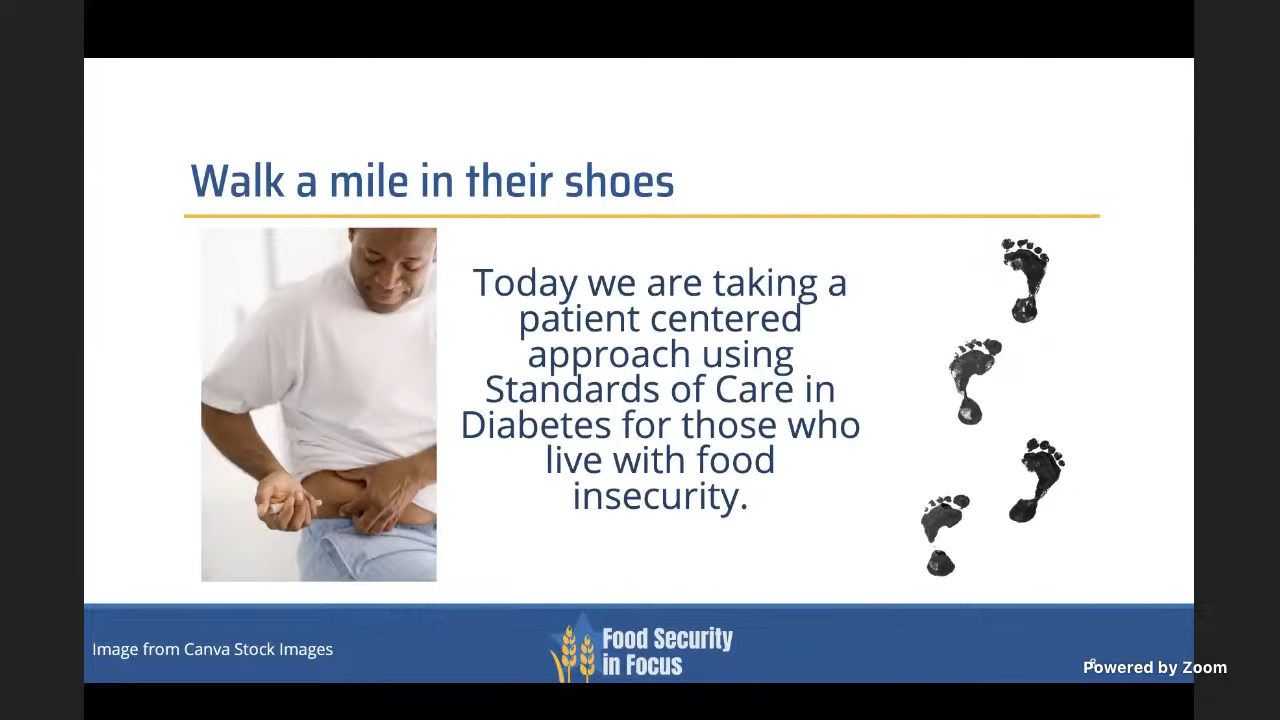 Walk a mile in their shoes
Today we are taking a
patient centered
approach using
Standards of Care in
Diabetes for those who
live with food
insecurity.
Image from Canva Stock Images
Food Security
in Focus
Powered by Zoom